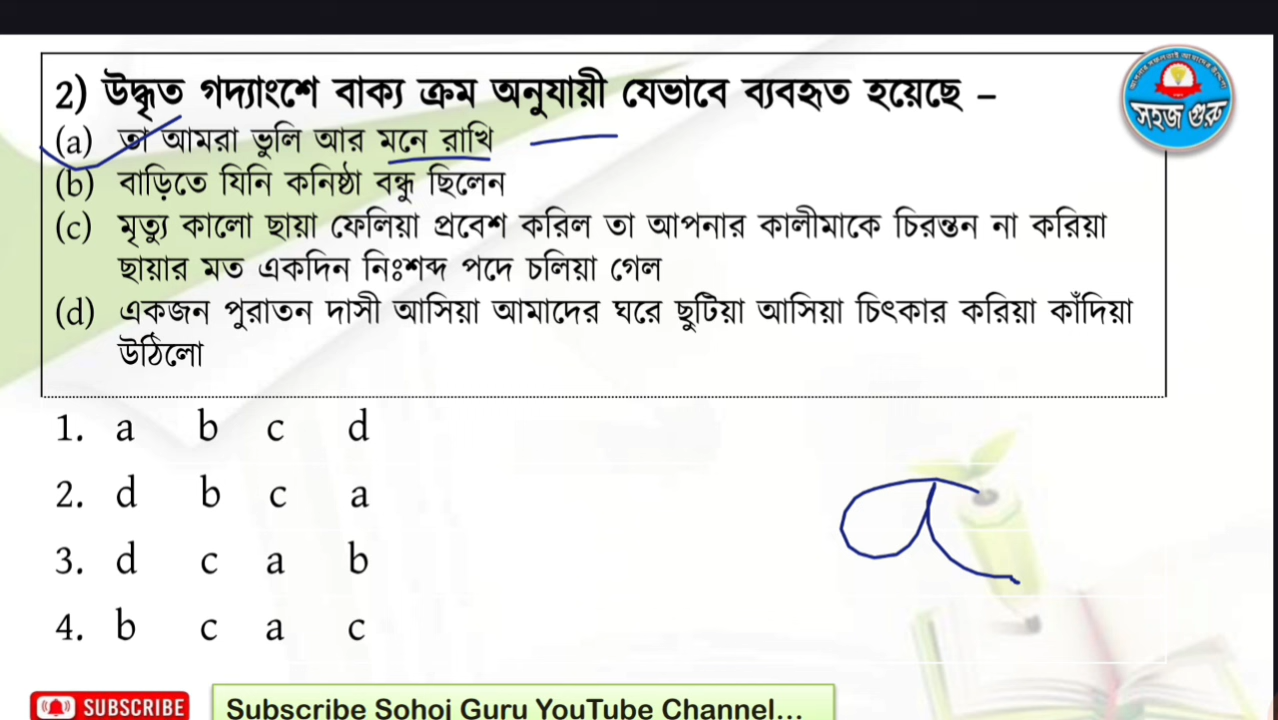 2) উদ্ধৃত গদ্যাংশে বাক্য ক্রম অনুযায়ী যেভাবে ব্যবহৃত হয়েছে –
(a) তা আমরা ভুলি আর মনে রাখি
(b) বাড়িতে যিনি কনিষ্ঠা বন্ধু ছিলেন
(c) মৃত্যু কালো ছায়া ফেলিয়া প্রবেশ করিল তা আপনার কালীমাকে চিরন্তন না করিয়া
ছায়ার মত একদিন নিঃশব্দ পদে চলিয়া গেল
(d) একজন পুরাতন দাসী আসিয়া আমাদের ঘরে ছুটিয়া আসিয়া চিৎকার করিয়া কাঁদিয়া
উঠিলো
সহজ গুরু
1. a b c d
2. d b c a
3. d c a b
4. b c a c
a
SUBSCRIBE
Subscribe Sohoj Guru YouTube Channel...